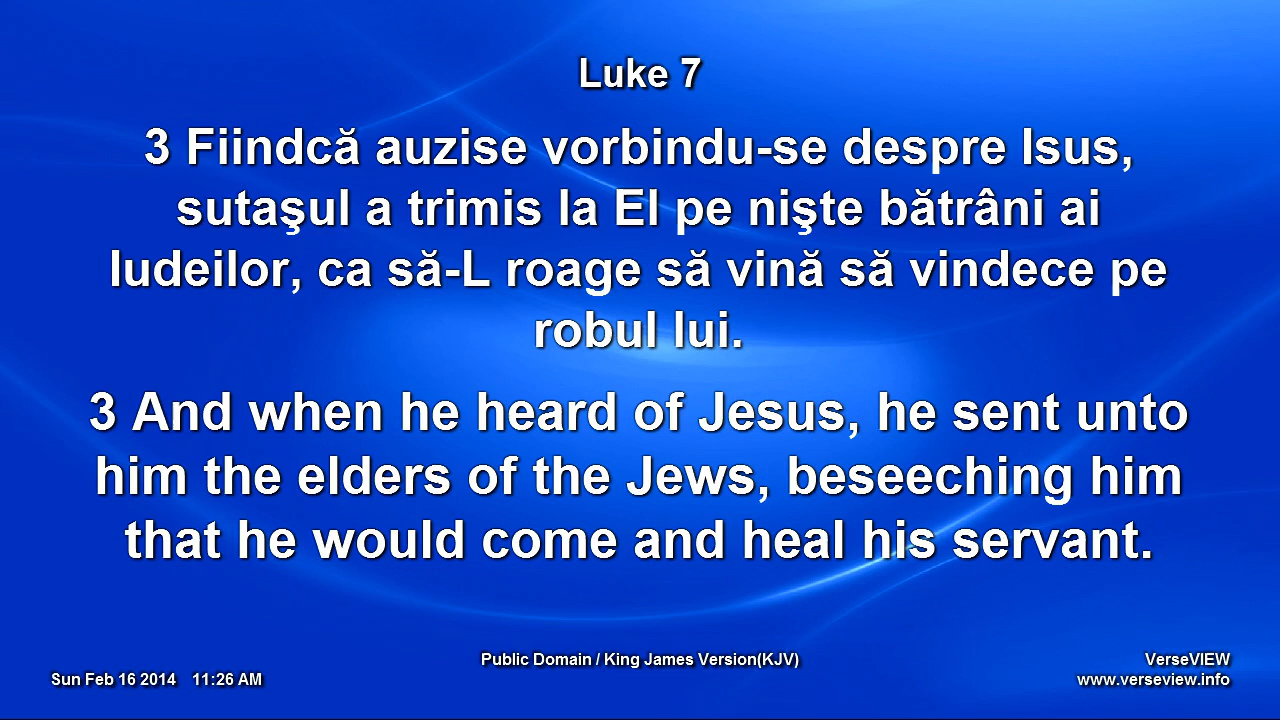 Luke 7
3 Fiindcă auzise vorbindu-se despre Isus,
sutaşul a trimis la El pe nişte bătrâni ai
Iudeilor, ca să-L roage să vină să vindece pe
robul lui.
3 And when he heard of Jesus, he sent unto
him the elders of the Jews, beseeching him
that he would come and heal his servant.
Public Domain / King James Version(KJV)
VerseVIEW
Sun Feb 16 2014 11:26 AM
www.verseview.info